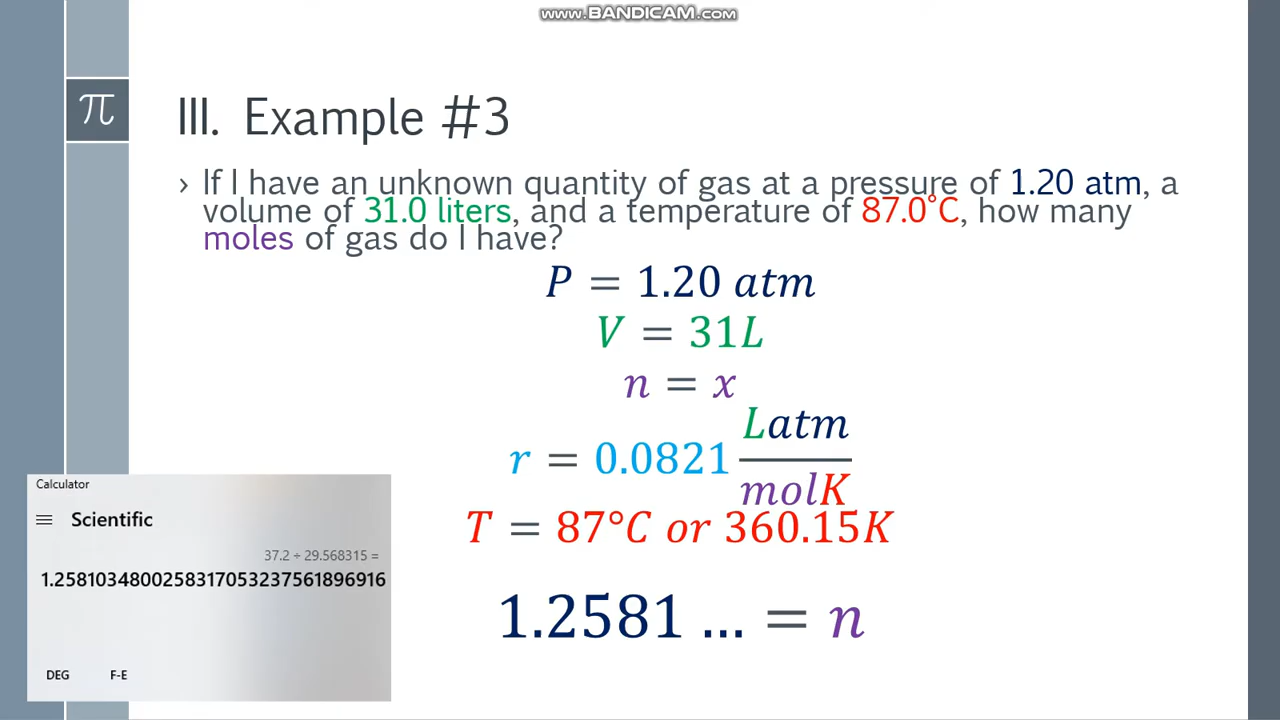 www.BANDICAM.com
π
III. Example #3
› If I have an unknown quantity of gas at a pressure of 1.20 atm, a
volume of 31.0 liters, and a temperature of 87.0°C, how many
moles of gas do I have?
P = 1.20 atm
V = 31L
n = x
r = 0.0821 Latm/molK
T = 87°C or 360.15K
1.2581 ... = n
Calculator
Scientific
37.2 ÷ 29.568315 =
1.2581034800258317053237561896916
DEG F-E